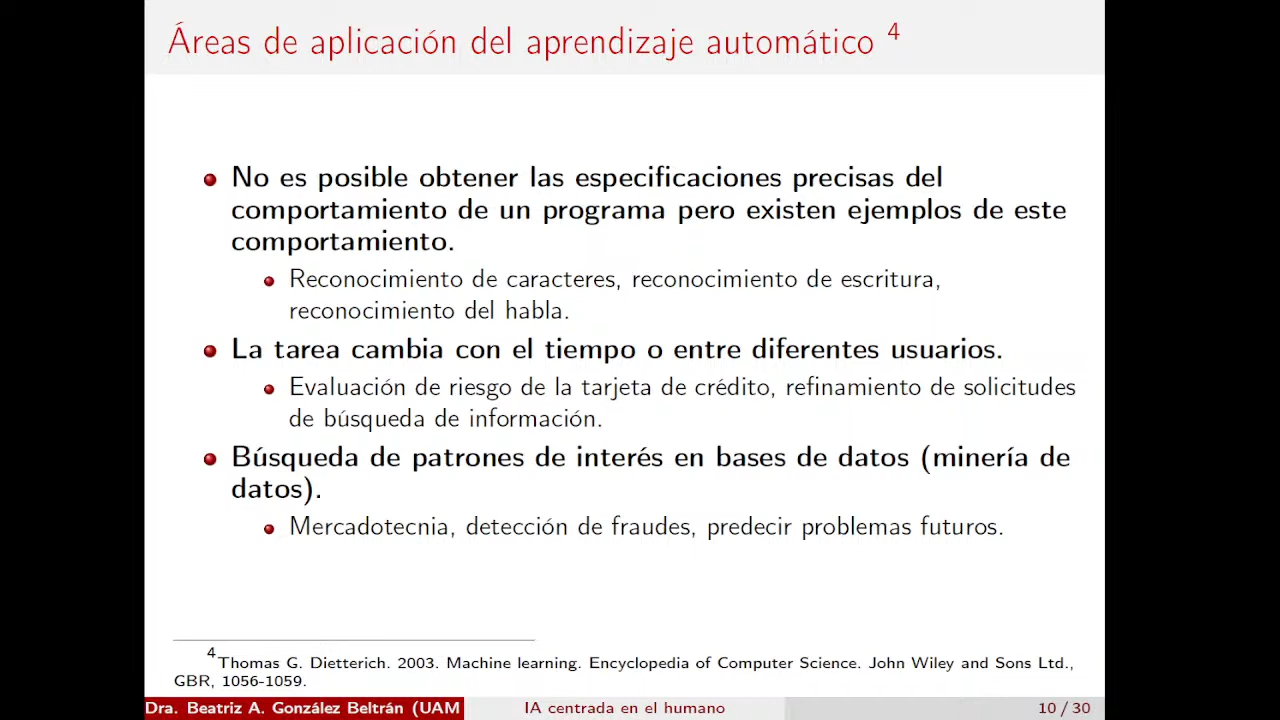 Áreas de aplicación del aprendizaje automático 4
No es posible obtener las especificaciones precisas del
comportamiento de un programa pero existen ejemplos de este
comportamiento.
Reconocimiento de caracteres, reconocimiento de escritura,
reconocimiento del habla.
La tarea cambia con el tiempo o entre diferentes usuarios.
Evaluación de riesgo de la tarjeta de crédito, refinamiento de solicitudes
de búsqueda de información.
Búsqueda de patrones de interés en bases de datos (minería de
datos).
Mercadotecnia, detección de fraudes, predecir problemas futuros.
4 Thomas G. Dietterich. 2003. Machine learning. Encyclopedia of Computer Science. John Wiley and Sons Ltd.,
GBR, 1056-1059.
Dra. Beatriz A. González Beltrán (UAM IA centrada en el humano 10 / 30